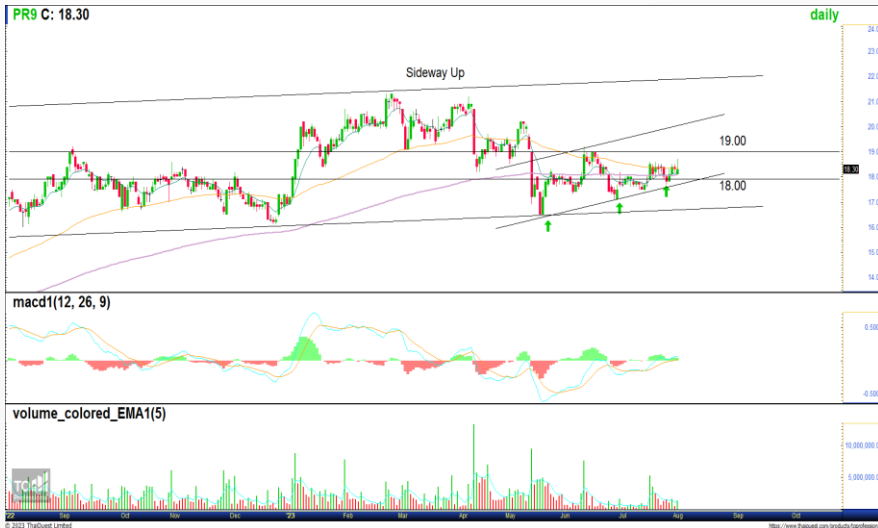 PR9 C: 18.30
daily
24.0
23.0
Sideway Up
22.0
21.0
20.0
19.00
19.0
18.30
18.0
18.00
17.0
16.0
15.0
14.0
macd1(12, 26, 9)
0.500
-0.500
volume_colored_EMA1(5)
10,000,000.
5,000,000.
'22 Sep Oct Nov Dec '23 Feb Mar Apr May Jun Jul Aug Sep Oct
© 2023 ThaiQuest Limited